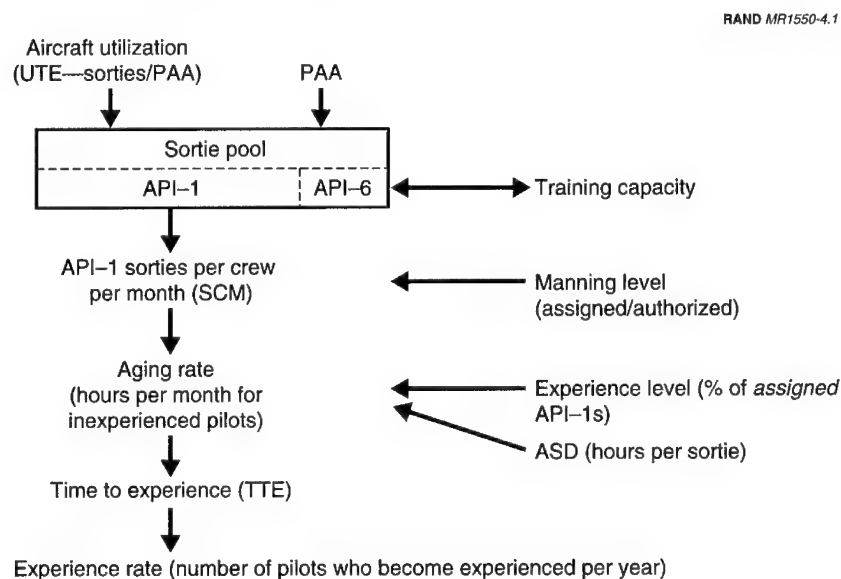 RAND MR1550-4.1
Aircraft utilization
(UTE—sorties/PAA)
PAA
Sortie pool
API–1
API–6
Training capacity
API–1 sorties per crew
per month (SCM)
Manning level
(assigned/authorized)
Aging rate
(hours per month for
inexperienced pilots)
Experience level (% of assigned
API–1s)
ASD (hours per sortie)
Time to experience (TTE)
Experience rate (number of pilots who become experienced per year)